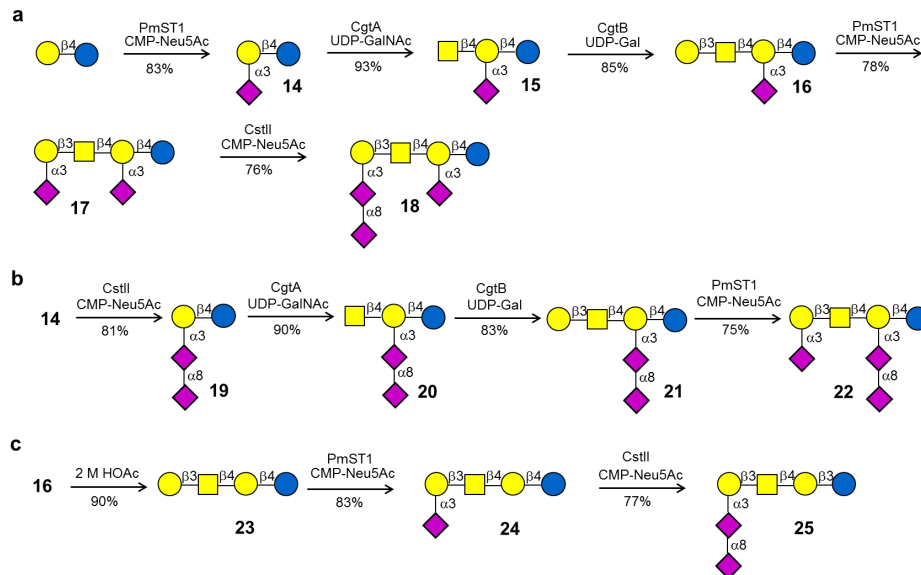 a
PmST1
CMP-Neu5Ac
83%
β4
β4
α3
14
CgtA
UDP-GalNAc
93%
β4 β4
α3
15
CgtB
UDP-Gal
85%
β3 β4 β4
α3
16
PmST1
CMP-Neu5Ac
78%
β3 β4 β4
α3 α3
17
CstII
CMP-Neu5Ac
76%
β3 β4 β4
α3 α3
α8
18
b
14
CstII
CMP-Neu5Ac
81%
β4
α3
α8
19
CgtA
UDP-GalNAc
90%
β4 β4
α3
α8
20
CgtB
UDP-Gal
83%
β3 β4 β4
α3
α8
21
PmST1
CMP-Neu5Ac
75%
β3 β4 β4
α3 α3
α8
22
c
16
2 M HOAc
90%
β3 β4 β4
23
PmST1
CMP-Neu5Ac
83%
β3 β4 β4
α3
24
CstII
CMP-Neu5Ac
77%
β3 β4 β3
α3
α8
25